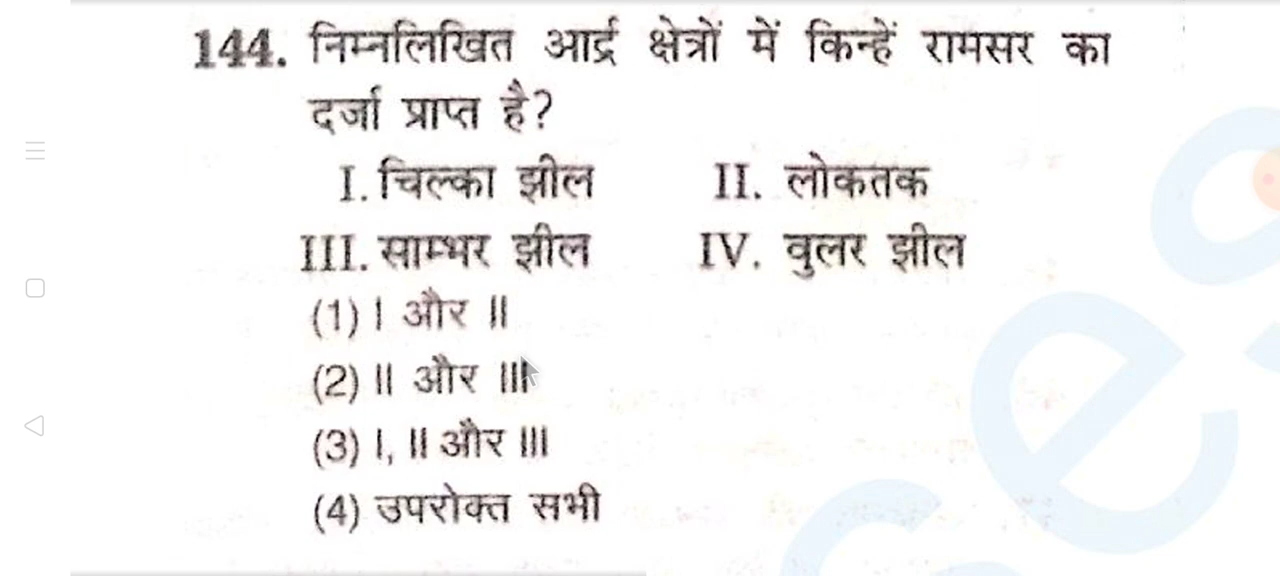 144. निम्नलिखित आर्द्र क्षेत्रों में किन्हें रामसर का
दर्जा प्राप्त है?
I. चिल्का झील II. लोकतक
III. साम्भर झील IV. वुलर झील
(1) I और II
(2) II और III
(3) I, II और III
(4) उपरोक्त सभी